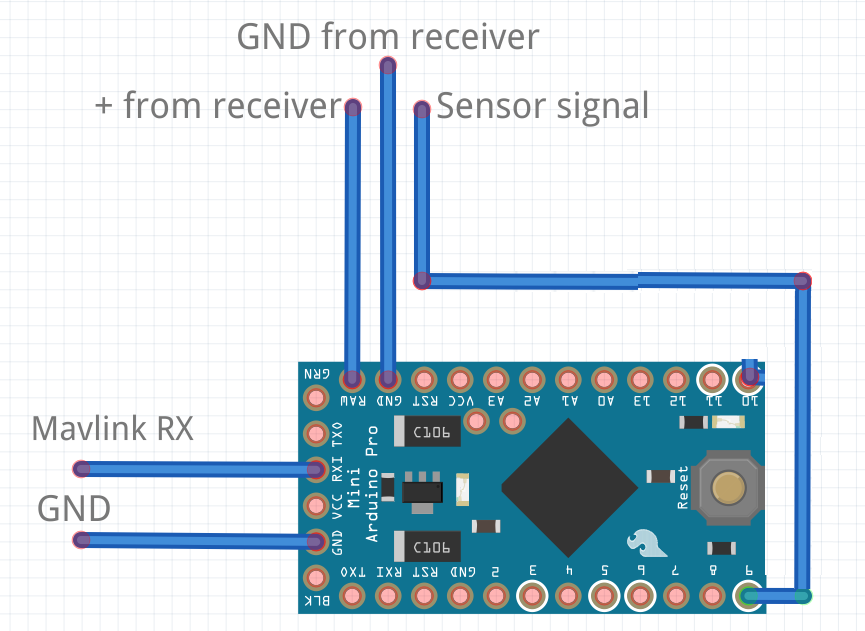 GND from receiver
+ from receiver
Sensor signal
GRN
RAW GND RST VCC A3 A2 A1 A0 13 12 11 10
Mavlink RX
GND
TXO
RXI
VCC
GND
BLK
Mini
Arduino Pro
C106
C106
Reset
TXO RXI RST GND 2 3 4 5 6 7 8 9